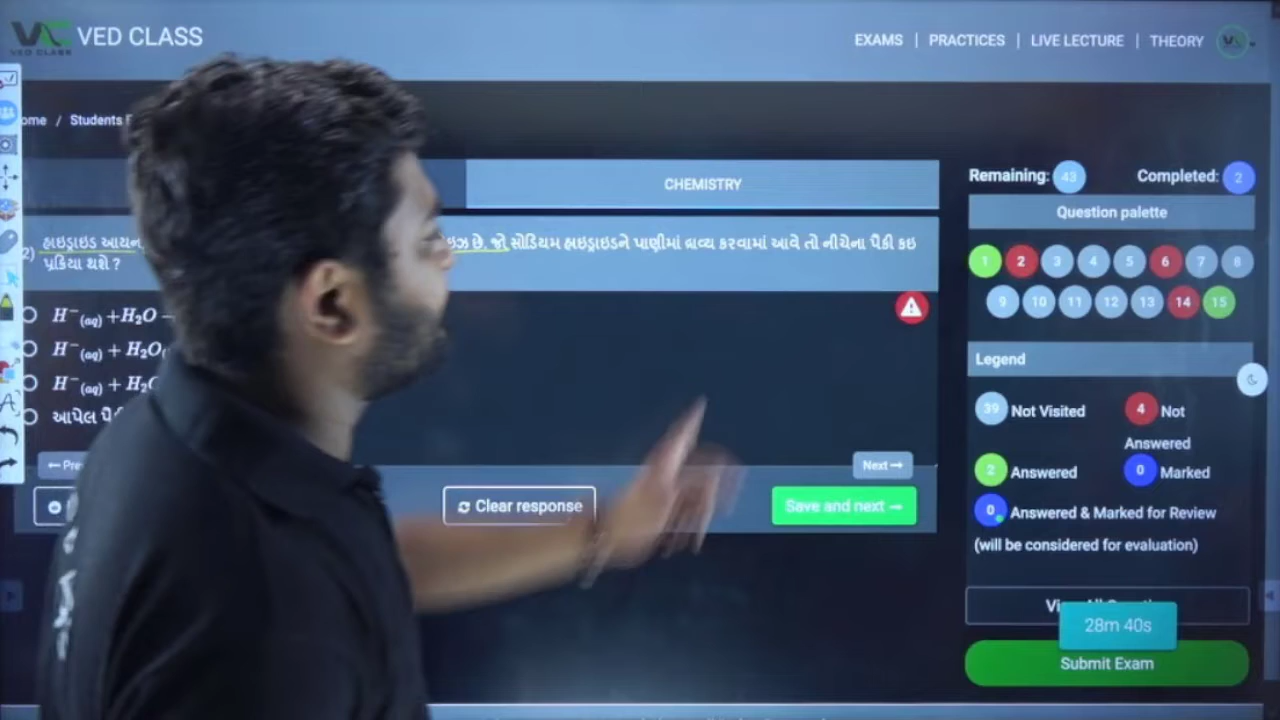 VED CLASS
VED CLASS
EXAMS | PRACTICES | LIVE LECTURE | THEORY
ome / Students
CHEMISTRY
2) હાઇડ્રાઇડ આયન છે. જો સોડિયમ હાઇડ્રાઇડને પાણીમાં દ્રાવ્ય કરવામાં આવે તો નીચેના પૈકી કઇ
પ્રક્રિયા થશે ?
H⁻(aq) +H₂O
H⁻(aq) + H₂O
H⁻(aq) + H₂O
આપેલ
Next→
Clear response
Save and next →
Remaining: 43 Completed: 2
Question palette
1 2 3 4 5 6 7 8
9 10 11 12 13 14 15
Legend
39 Not Visited 4 Not
Answered
2 Answered 0 Marked
0 Answered & Marked for Review
(will be considered for evaluation)
28m 40s
Submit Exam